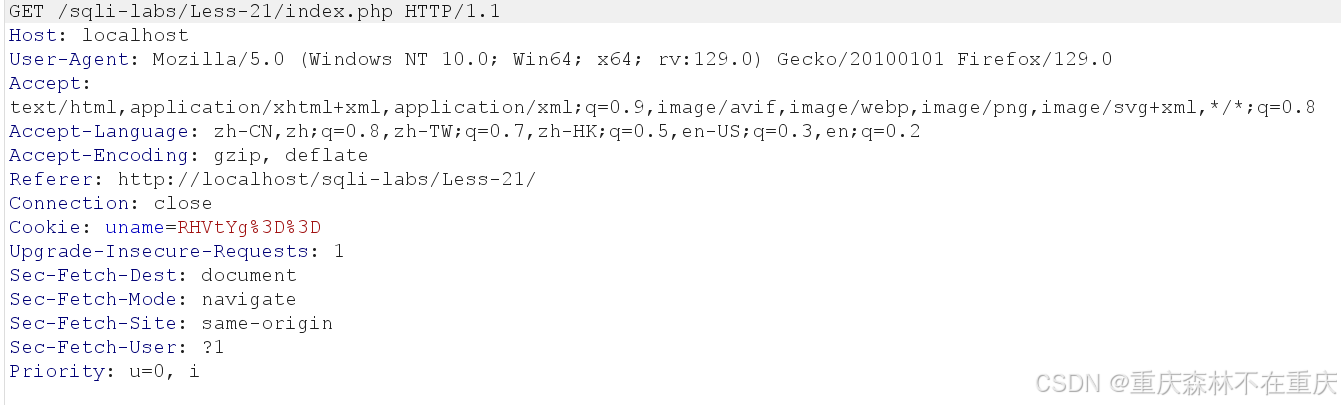 GET /sqli-labs/Less-21/index.php HTTP/1.1
Host: localhost
User-Agent: Mozilla/5.0 (Windows NT 10.0; Win64; x64; rv:129.0) Gecko/20100101 Firefox/129.0
Accept:
text/html,application/xhtml+xml,application/xml;q=0.9,image/avif,image/webp,image/png,image/svg+xml,*/*;q=0.8
Accept-Language: zh-CN,zh;q=0.8,zh-TW;q=0.7,zh-HK;q=0.5,en-US;q=0.3,en;q=0.2
Accept-Encoding: gzip, deflate
Referer: http://localhost/sqli-labs/Less-21/
Connection: close
Cookie: uname=RHVtYg%3D%3D
Upgrade-Insecure-Requests: 1
Sec-Fetch-Dest: document
Sec-Fetch-Mode: navigate
Sec-Fetch-Site: same-origin
Sec-Fetch-User: ?1
Priority: u=0, i
CSDN @重庆森林不在重庆